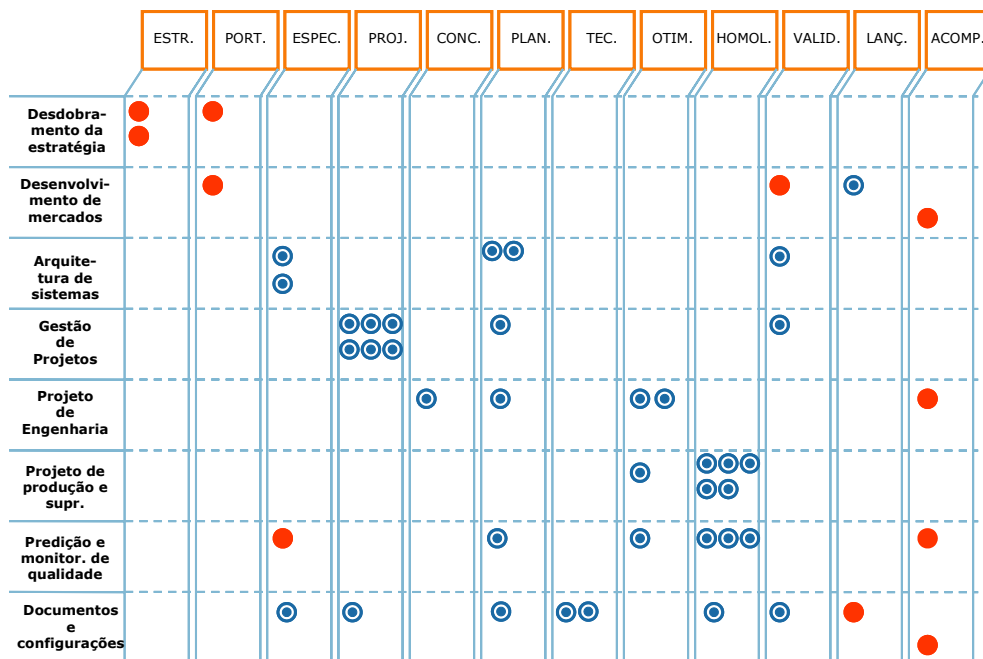 ESTR. PORT. ESPEC. PROJ. CONC. PLAN. TEC. OTIM. HOMOL. VALID. LANÇ. ACOMP.
Desdobra-
mento da
estratégia
Desenvolvi-
mento de
mercados
Arquite-
tura de
sistemas
Gestão
de
Projetos
Projeto
de
Engenharia
Projeto de
produção e
supr.
Predição e
monitor. de
qualidade
Documentos
e
configurações